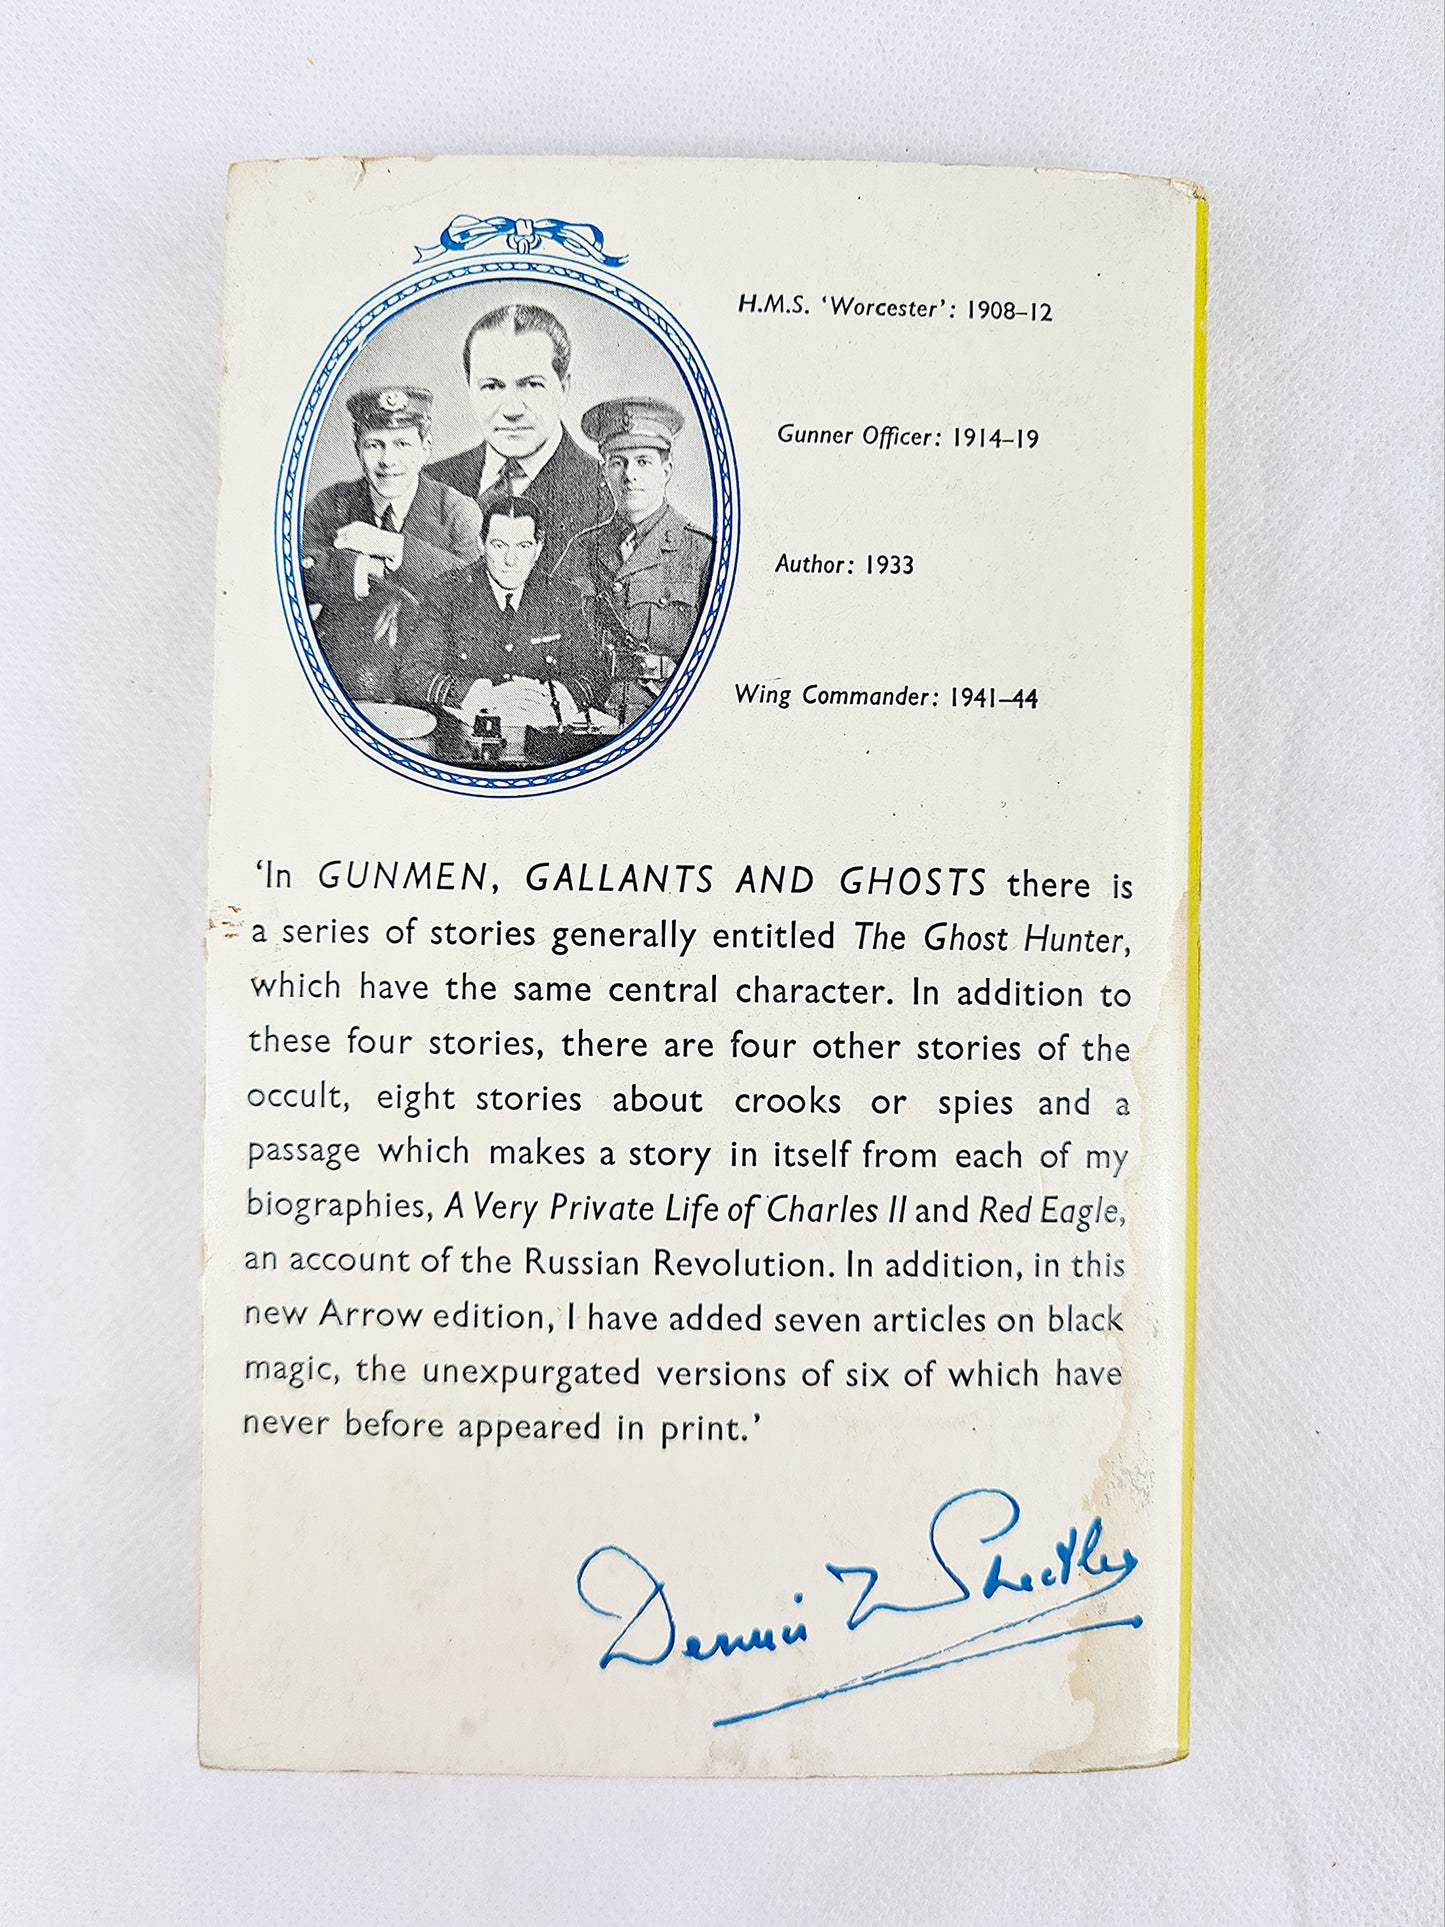 H.M.S. ‘Worcester’: 1908–12
Gunner Officer: 1914–19
Author: 1933
Wing Commander: 1941–44
‘In GUNMEN, GALLANTS AND GHOSTS there is
a series of stories generally entitled The Ghost Hunter,
which have the same central character. In addition to
these four stories, there are four other stories of the
occult, eight stories about crooks or spies and a
passage which makes a story in itself from each of my
biographies, A Very Private Life of Charles II and Red Eagle,
an account of the Russian Revolution. In addition, in this
new Arrow edition, I have added seven articles on black
magic, the unexpurgated versions of six of which have
never before appeared in print.’
Dennis Wheatley